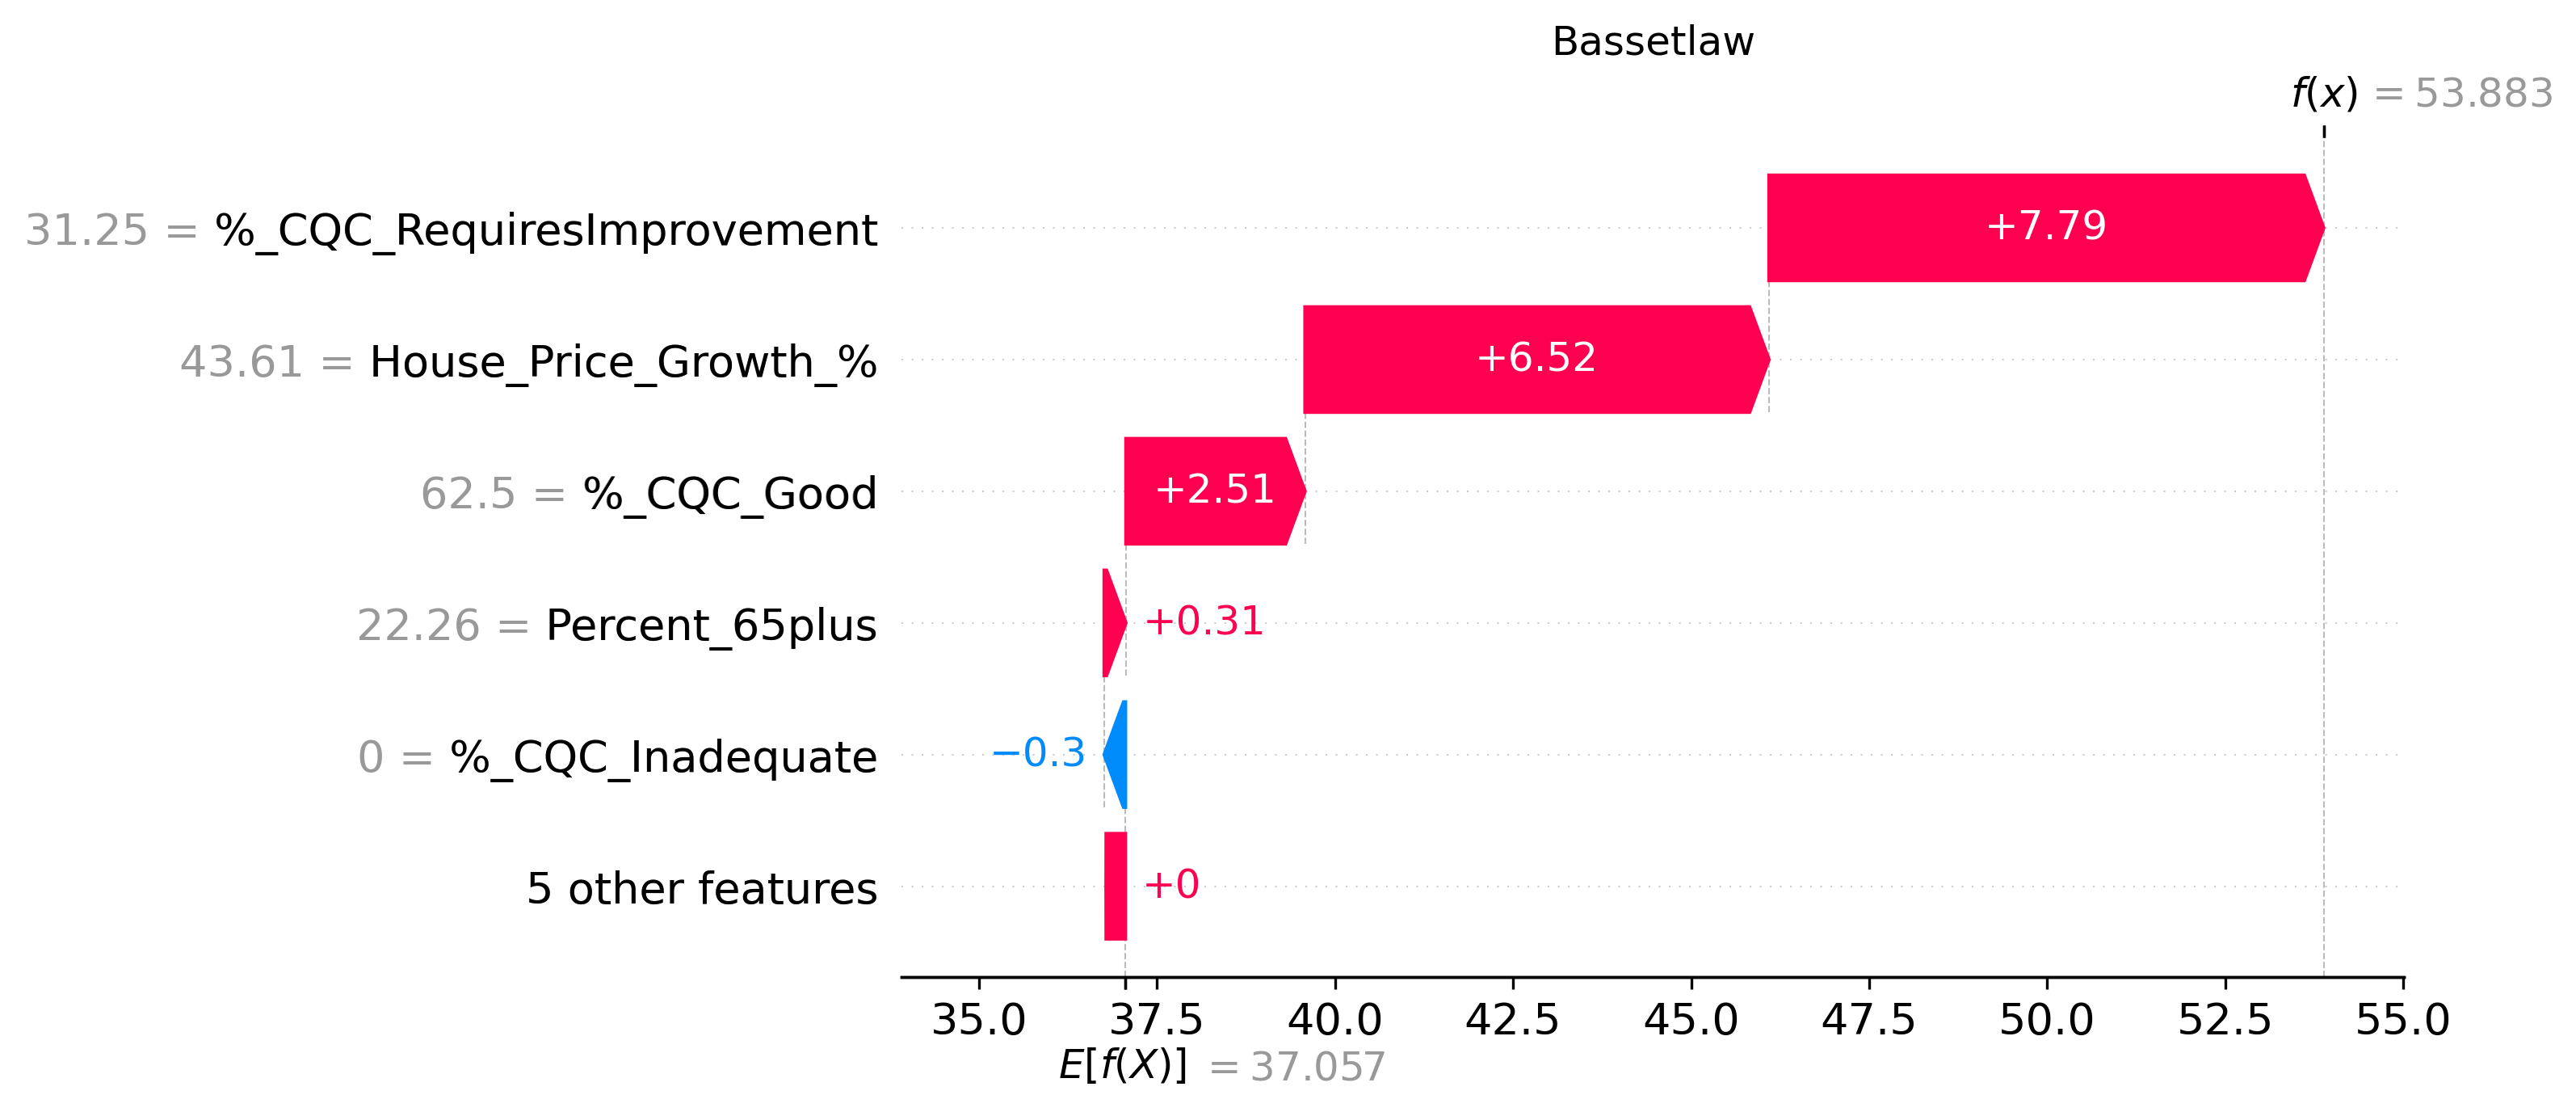 Bassetlaw
f(x) = 53.883
31.25 = %_CQC_RequiresImprovement
+7.79
43.61 = House_Price_Growth_%
+6.52
62.5 = %_CQC_Good
+2.51
22.26 = Percent_65plus
+0.31
0 = %_CQC_Inadequate
−0.3
5 other features
+0
35.0 37.5 40.0 42.5 45.0 47.5 50.0 52.5 55.0
E[f(X)] = 37.057